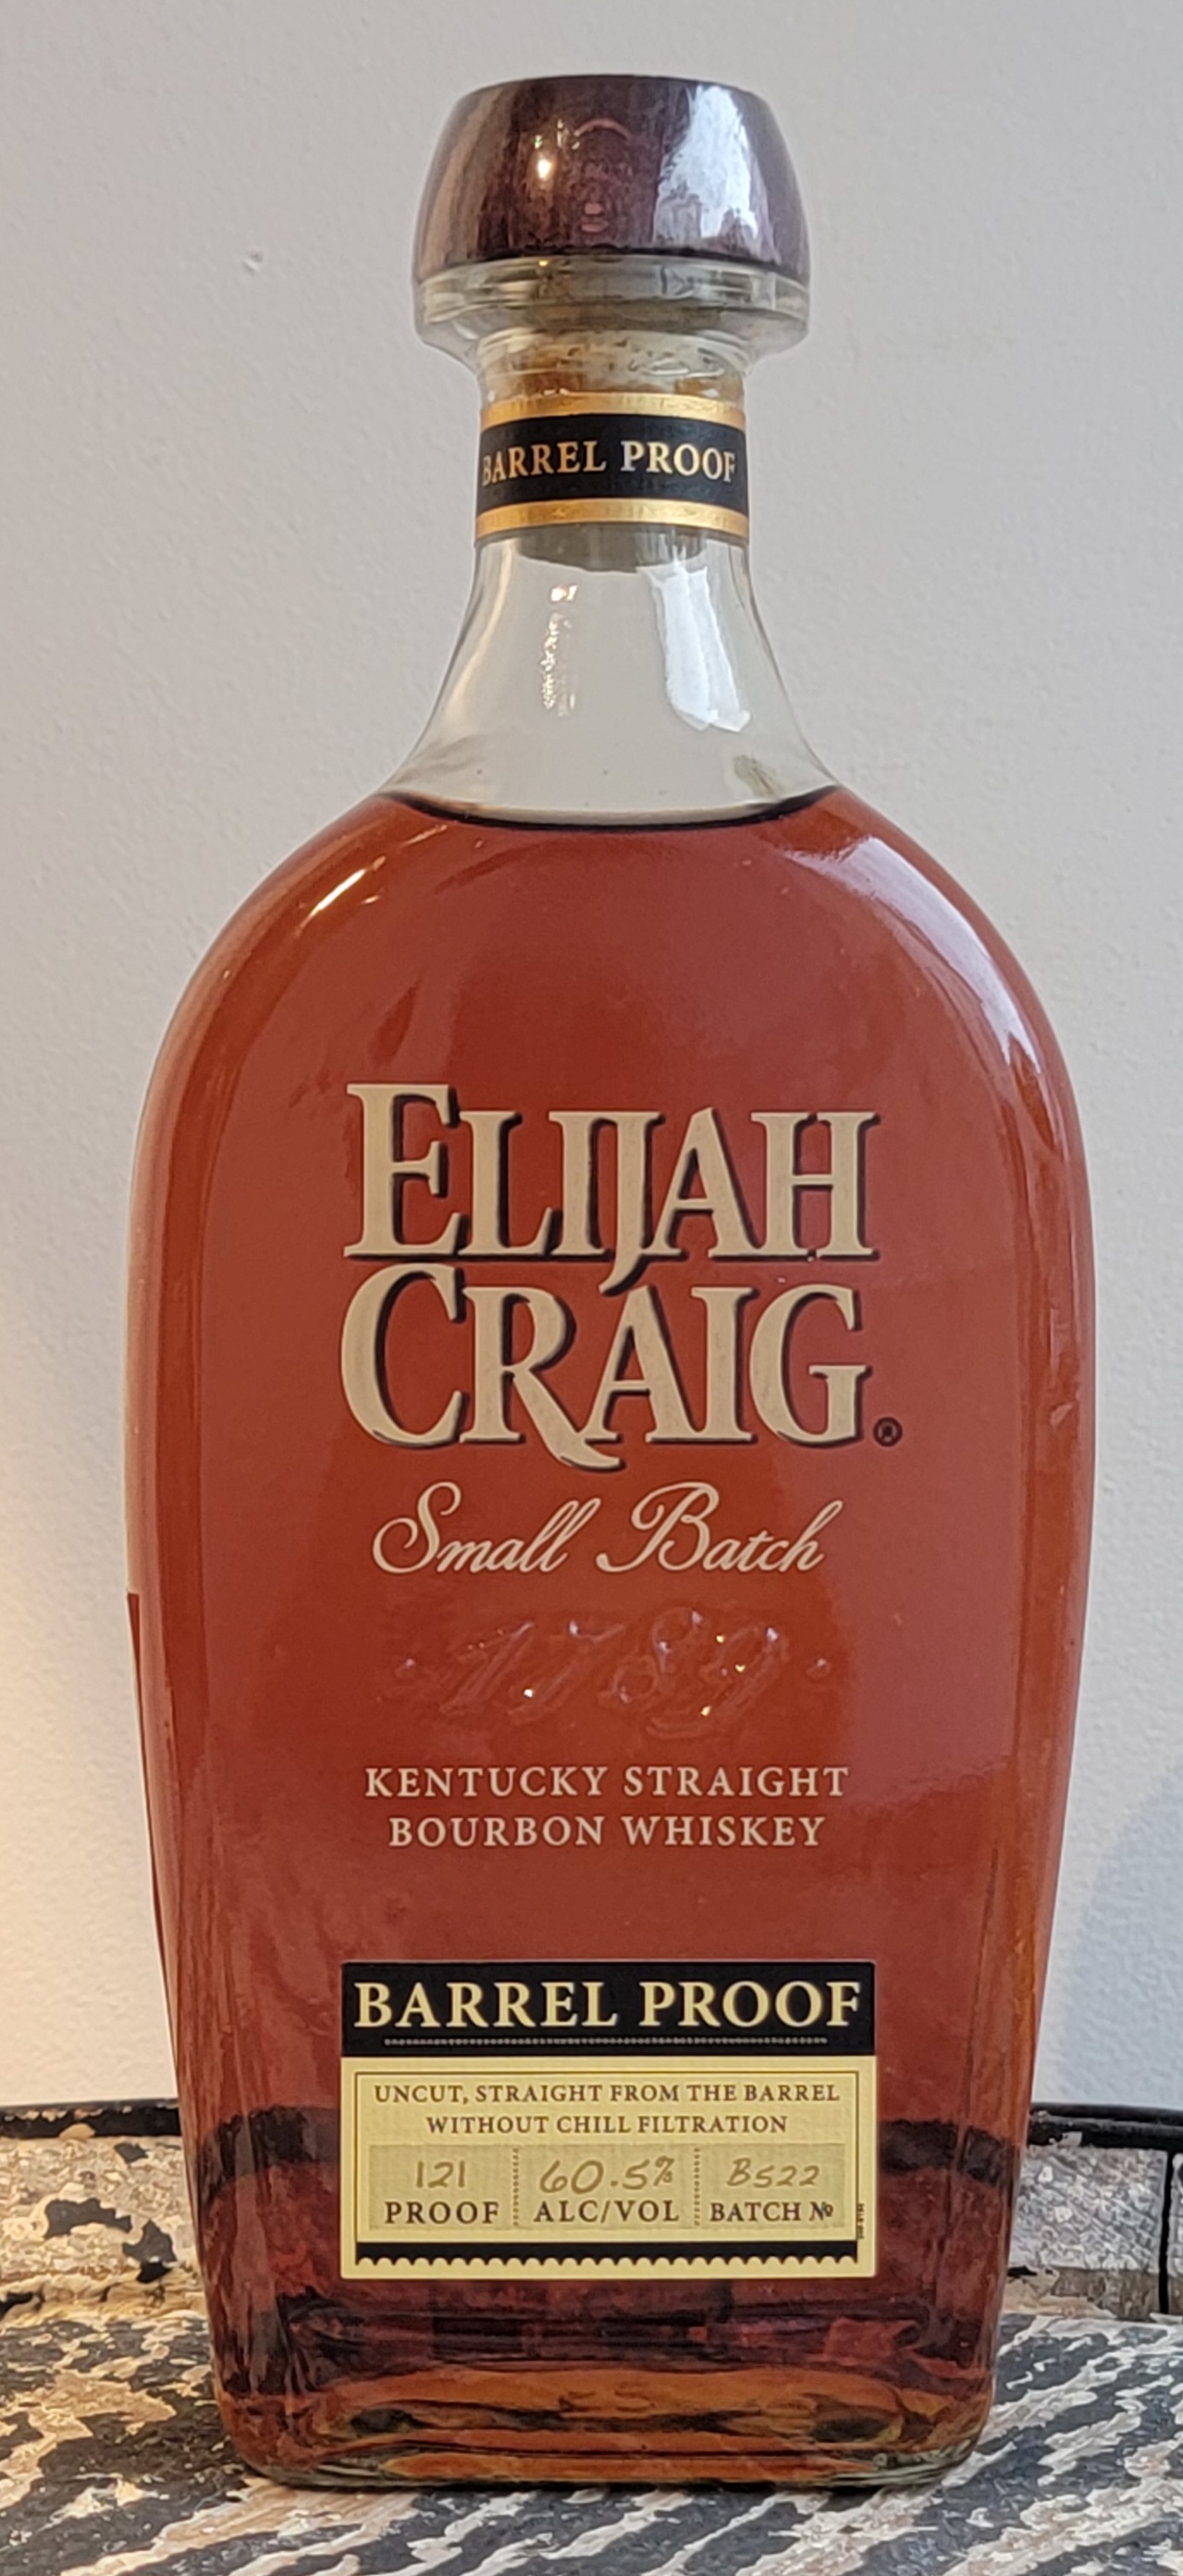 BARREL PROOF
ELIJAH
CRAIG®
Small Batch
·1789·
KENTUCKY STRAIGHT
BOURBON WHISKEY
BARREL PROOF
UNCUT, STRAIGHT FROM THE BARREL
WITHOUT CHILL FILTRATION
121 60.5% B522
PROOF ALC/VOL BATCH №